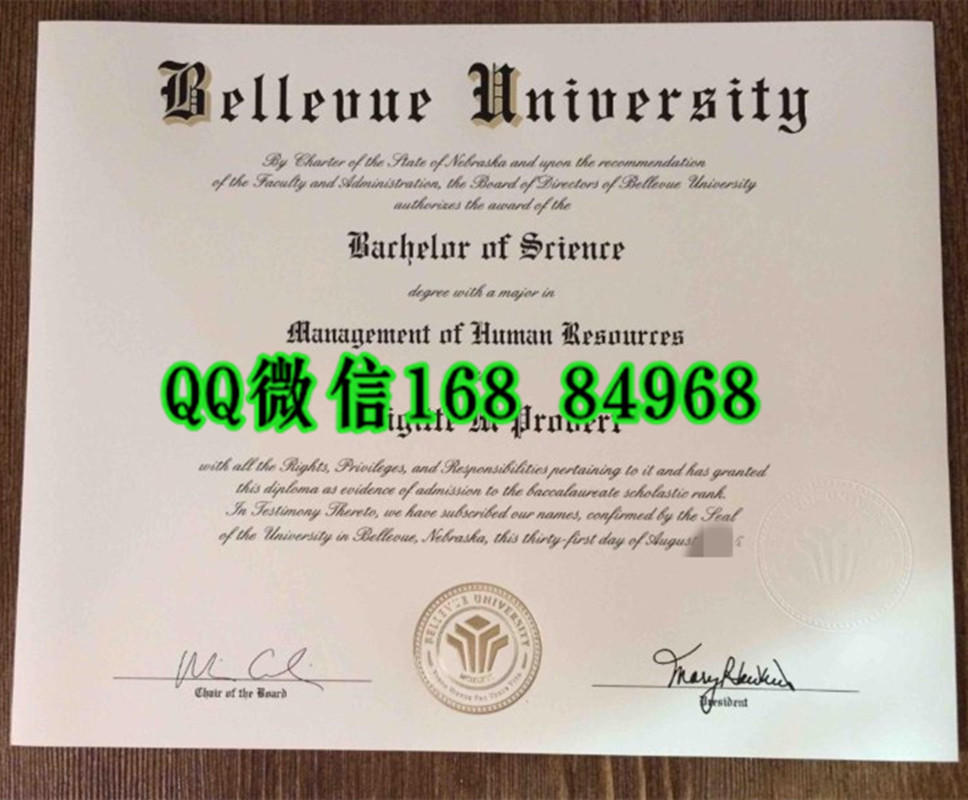 Bellevue University
By Charter of the State of Nebraska and upon the recommendation
of the Faculty and Administration, the Board of Directors of Bellevue University
authorizes the award of the
Bachelor of Science
degree with a major in
Management of Human Resources
QQ微信168 84968
with all the Rights, Privileges, and Responsibilities pertaining to it and has granted
this diploma as evidence of admission to the baccalaureate scholastic rank.
In Testimony Thereto, we have subscribed our names, confirmed by the Seal
of the University in Bellevue, Nebraska, this thirty-first day of August
BELLEVUE UNIVERSITY
Chair of the Board
President